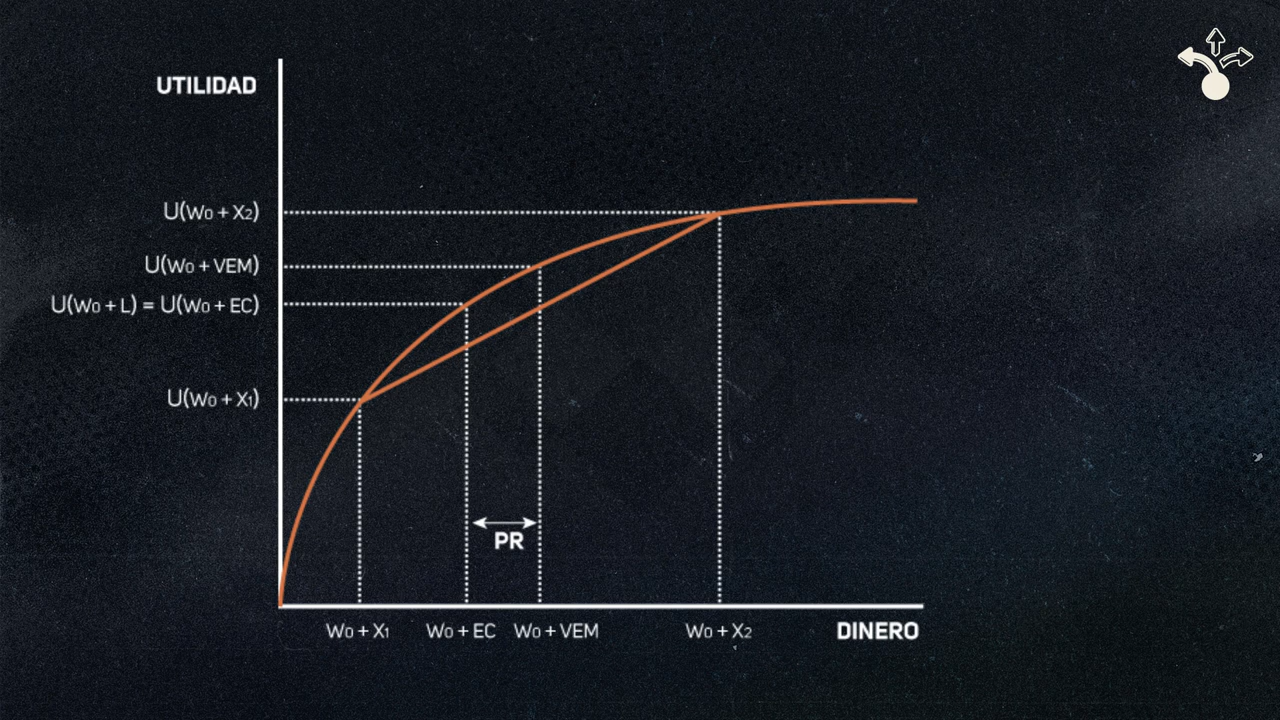 UTILIDAD
U(W0 + X2)
U(W0 + VEM)
U(W0 + L) = U(W0 + EC)
U(W0 + X1)
PR
W0 + X1
W0 + EC
W0 + VEM
W0 + X2
DINERO